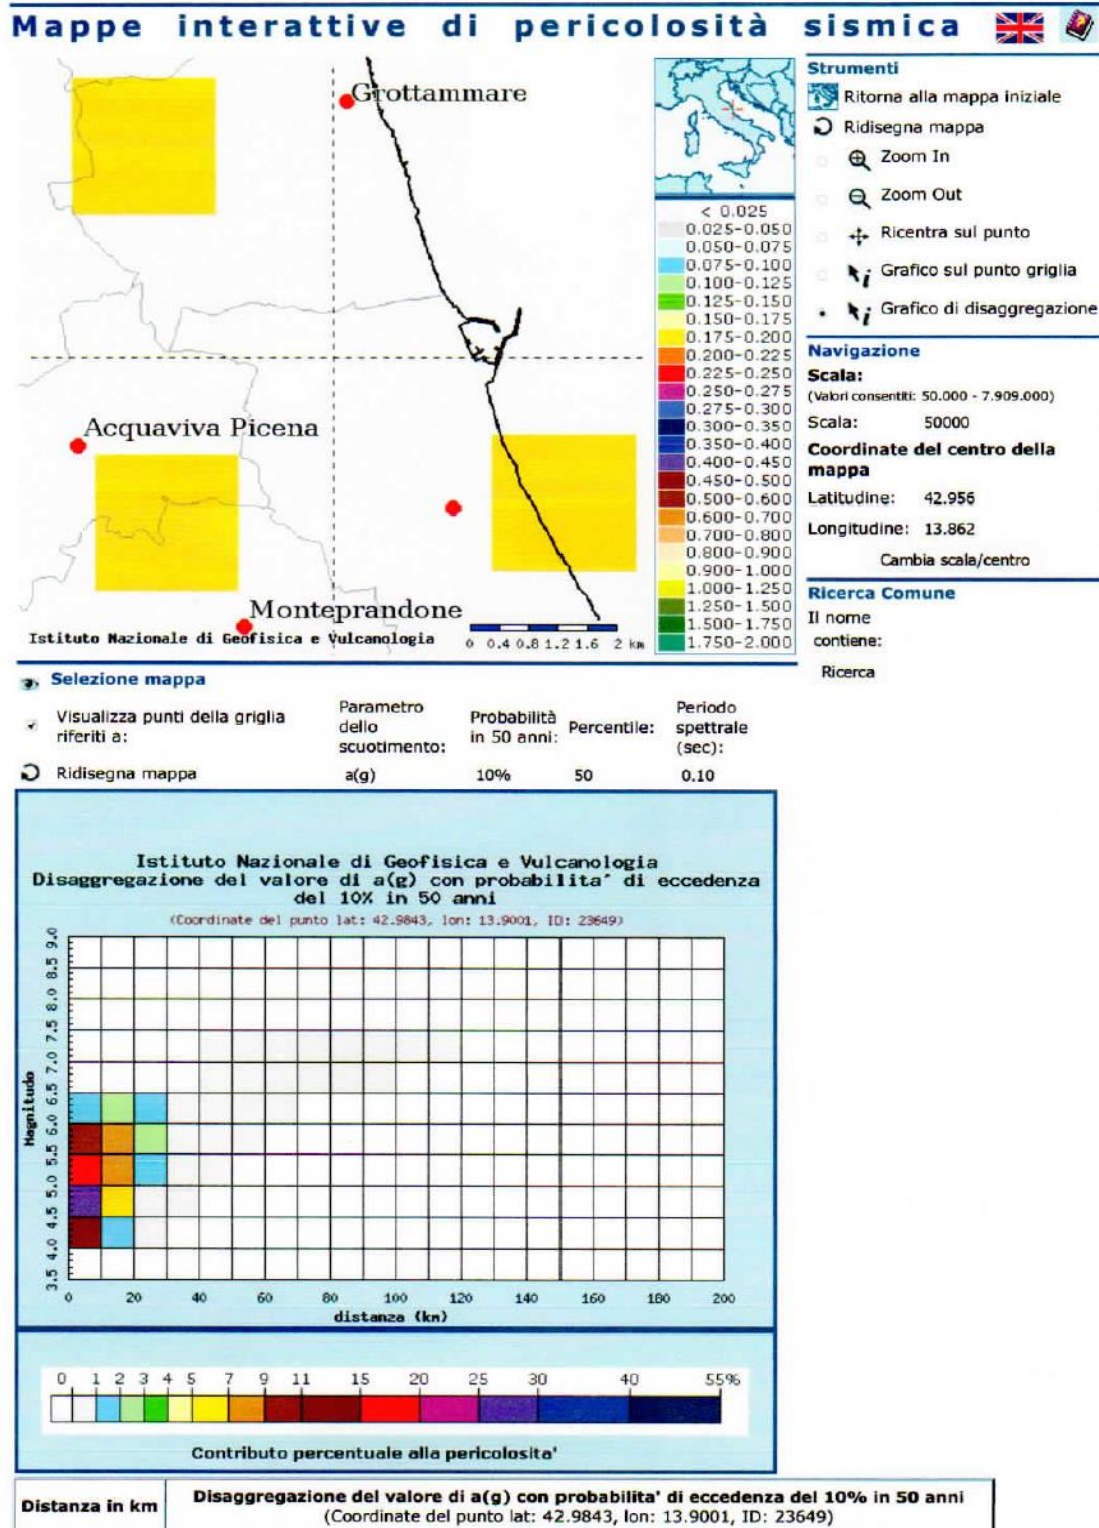 Mappe interattive di pericolosità sismica
Grottammare
Acquaviva Picena
Monteprandone
Istituto Nazionale di Geofisica e Vulcanologia
0 0.4 0.8 1.2 1.6 2 km
< 0.025
0.025-0.050
0.050-0.075
0.075-0.100
0.100-0.125
0.125-0.150
0.150-0.175
0.175-0.200
0.200-0.225
0.225-0.250
0.250-0.275
0.275-0.300
0.300-0.350
0.350-0.400
0.400-0.450
0.450-0.500
0.500-0.600
0.600-0.700
0.700-0.800
0.800-0.900
0.900-1.000
1.000-1.250
1.250-1.500
1.500-1.750
1.750-2.000
Strumenti
Ritorna alla mappa iniziale
Ridisegna mappa
Zoom In
Zoom Out
Ricentra sul punto
Grafico sul punto griglia
Grafico di disaggregazione
Navigazione
Scala:
(Valori consentiti: 50.000 - 7.909.000)
Scala: 50000
Coordinate del centro della
mappa
Latitudine: 42.956
Longitudine: 13.862
Cambia scala/centro
Ricerca Comune
Il nome
contiene:
Ricerca
Selezione mappa
Visualizza punti della griglia
riferiti a:
Parametro
dello
scuotimento:
Probabilità
in 50 anni:
Percentile:
Periodo
spettrale
(sec):
Ridisegna mappa a(g) 10% 50 0.10
Istituto Nazionale di Geofisica e Vulcanologia
Disaggregazione del valore di a(g) con probabilita' di eccedenza
del 10% in 50 anni
(Coordinate del punto lat: 42.9843, lon: 13.9001, ID: 23649)
Magnitudo
9.0
8.5
8.0
7.5
7.0
6.5
6.0
5.5
5.0
4.5
4.0
3.5
0 20 40 60 80 100 120 140 160 180 200
distanza (km)
0 1 2 3 4 5 7 9 11 15 20 25 30 40 55%
Contributo percentuale alla pericolosita'
Distanza in km
Disaggregazione del valore di a(g) con probabilita' di eccedenza del 10% in 50 anni
(Coordinate del punto lat: 42.9843, lon: 13.9001, ID: 23649)